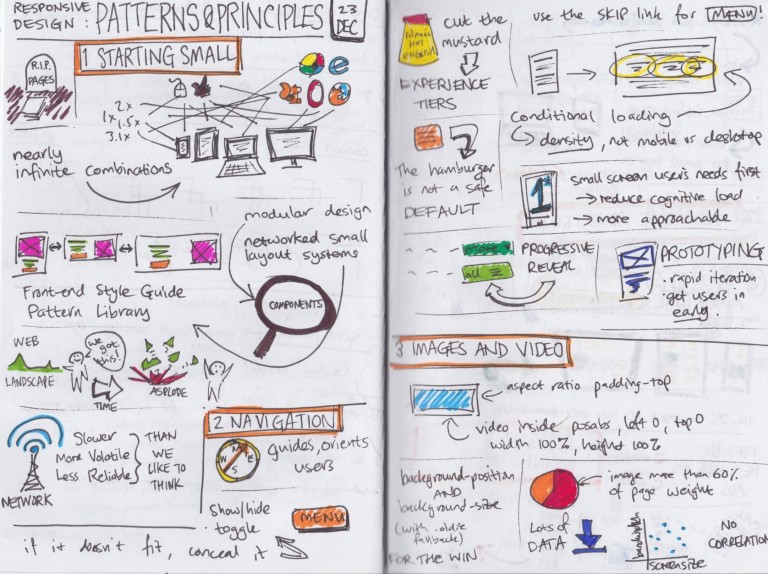 RESPONSIVE
DESIGN : PATTERNS & PRINCIPLES
23
DEC
R.I.P.
PAGES
1 STARTING SMALL
2x
1x
1.5x
3.1x
nearly
infinite combinations
modular design
networked small
layout systems
COMPONENTS
Front-end Style Guide
Pattern Library
WEB
LANDSCAPE
We got
this!
TIME
ASPLODE
NETWORK
Slower
More Volatile
Less Reliable
THAN
WE
LIKE TO
THINK
2 NAVIGATION
N
W E
S
guides, orients
users
Show/hide
toggle
MENU
if it doesn't fit, conceal it
cut the
mustard
EXPERIENCE
TIERS
use the SKIP link for MENU!
conditional loading
density, not mobile vs desktop
The hamburger
is not a safe
DEFAULT
1st
small screen users needs first
→ reduce cognitive load
→ more approachable
more
all
PROGRESSIVE
REVEAL
PROTOTYPING
. rapid iteration
. get users in
early.
3 IMAGES AND VIDEO
aspect ratio padding-top
video inside posabs, left 0, top 0
width 100%, height 100%
background-position
AND
background-size
(with .oldie
fallback)
FOR THE WIN
image more than 60%
of page weight
Lots of
DATA
bandwidth
screensize
NO
CORRELATION